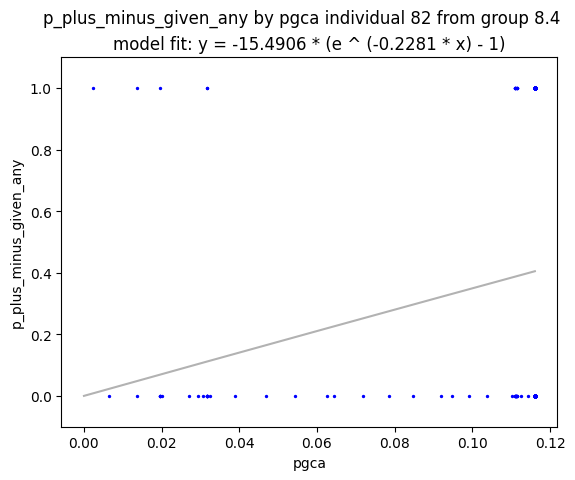 p_plus_minus_given_any by pgca individual 82 from group 8.4
model fit: y = -15.4906 * (e ^ (-0.2281 * x) - 1)
1.0
0.8
0.6
0.4
0.2
0.0
p_plus_minus_given_any
0.00 0.02 0.04 0.06 0.08 0.10 0.12
pgca